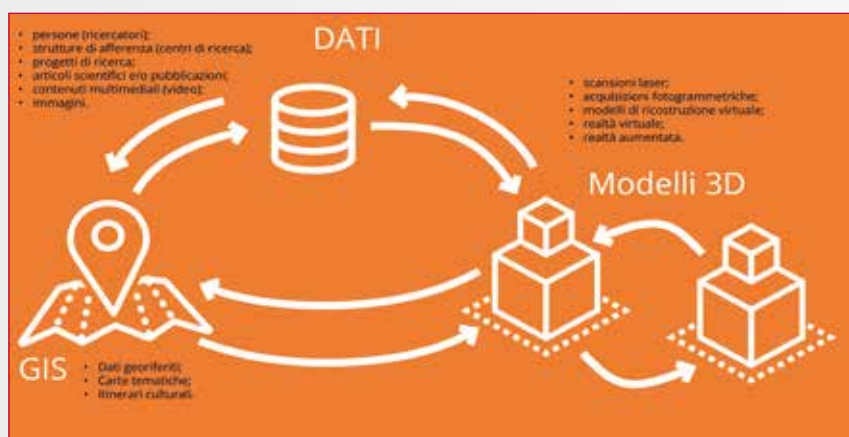 • persone (ricercatori);
• strutture di afferenza (centri di ricerca);
• progetti di ricerca;
• articoli scientifici e/o pubblicazioni;
• contenuti multimediali (video);
• immagini.
DATI
• scansioni laser;
• acquisizioni fotogrammetriche;
• modelli di ricostruzione virtuale;
• realtà virtuale;
• realtà aumentata.
Modelli 3D
GIS
• Dati georiferiti;
• Carte tematiche;
• Itinerari culturali.